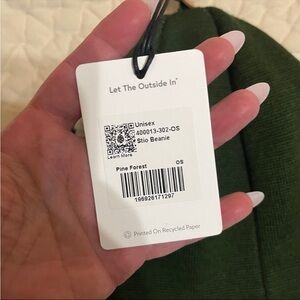 Let The Outside In™
Unisex
400013-302-OS
Stio Beanie
Learn More
Pine Forest OS
196926171297
Printed On Recycled Paper